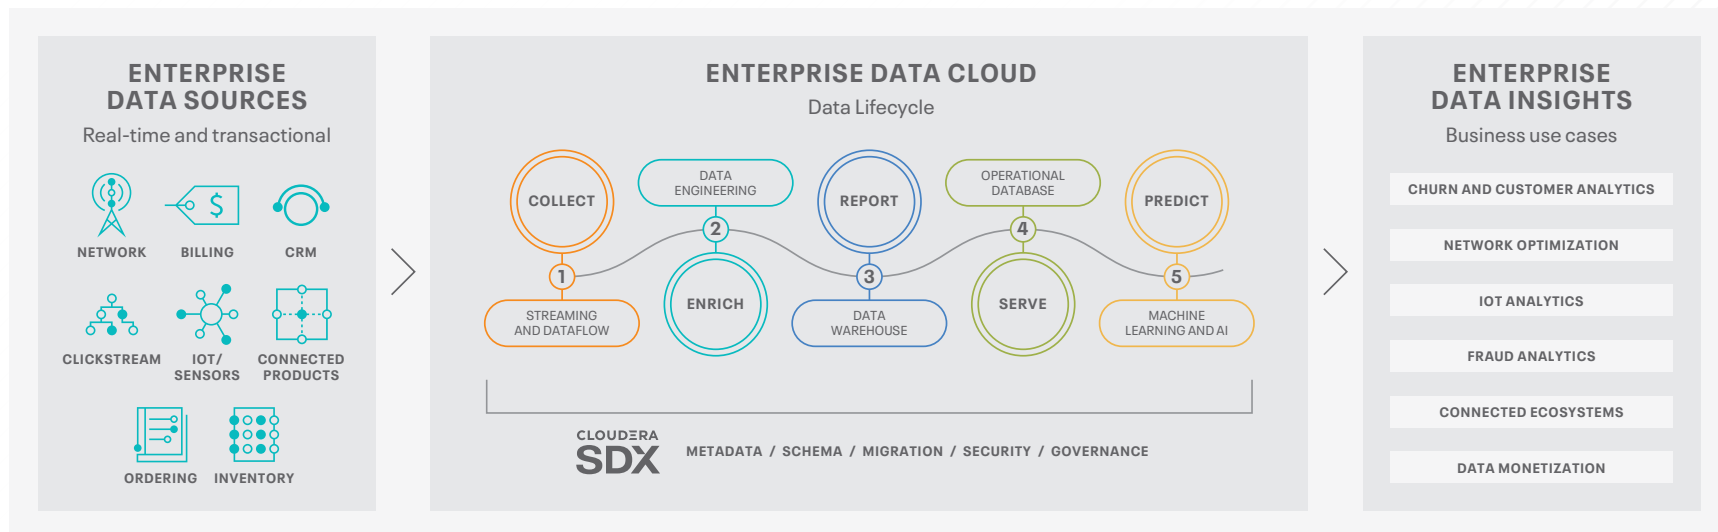 ENTERPRISE
DATA SOURCES
Real-time and transactional
$
NETWORK
BILLING
CRM
CLICKSTREAM
IOT/
SENSORS
CONNECTED
PRODUCTS
ORDERING
INVENTORY
ENTERPRISE DATA CLOUD
Data Lifecycle
COLLECT
1
STREAMING
AND DATAFLOW
DATA
ENGINEERING
2
ENRICH
REPORT
3
DATA
WAREHOUSE
OPERATIONAL
DATABASE
4
SERVE
PREDICT
5
MACHINE
LEARNING AND AI
CLOUDERA
SDX
METADATA / SCHEMA / MIGRATION / SECURITY / GOVERNANCE
ENTERPRISE
DATA INSIGHTS
Business use cases
CHURN AND CUSTOMER ANALYTICS
NETWORK OPTIMIZATION
IOT ANALYTICS
FRAUD ANALYTICS
CONNECTED ECOSYSTEMS
DATA MONETIZATION